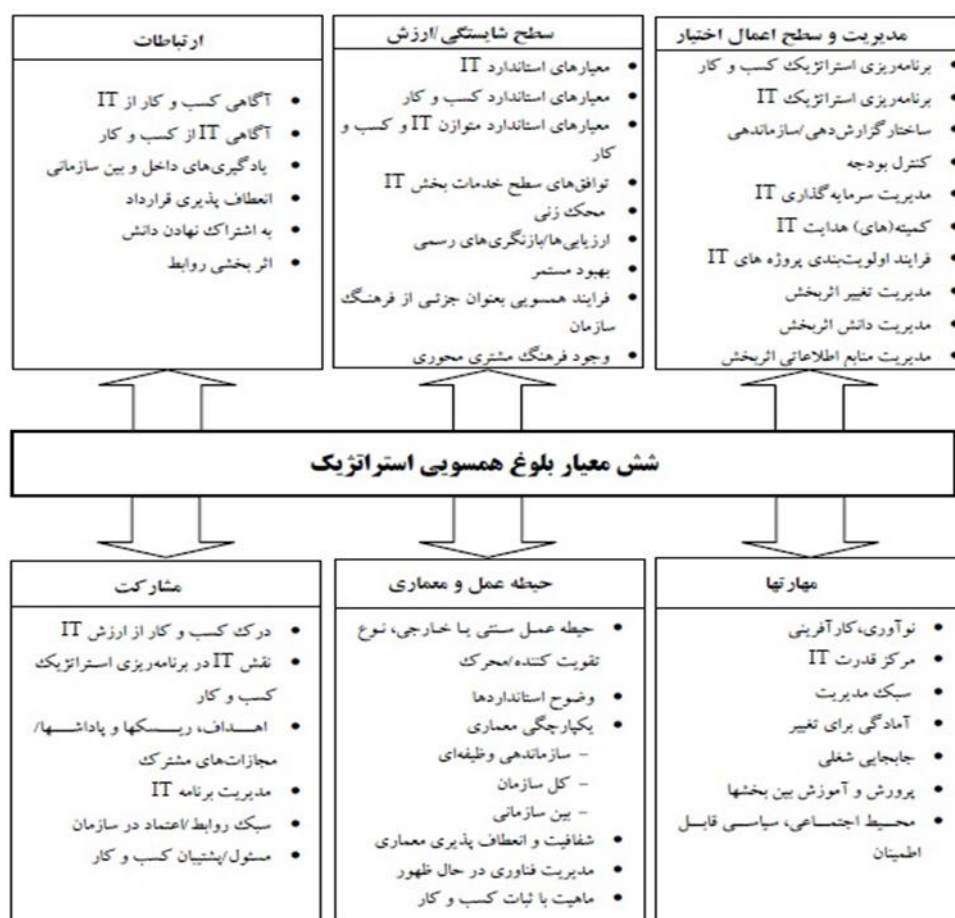 مدیریت و سطح اعمال اختیار
• برنامه‌ریزی استراتژیک کسب و کار
• برنامه‌ریزی استراتژیک IT
• ساختار گزارش‌دهی/سازماندهی
• کنترل بودجه
• مدیریت سرمایه گذاری IT
• کمیته(های) هدایت IT
• فرایند اولویت‌بندی پروژه های IT
• مدیریت تغییر اثربخش
• مدیریت دانش اثربخش
• مدیریت منابع اطلاعاتی اثربخش
سطح شایستگی/ارزش
• معیارهای استاندارد IT
• معیارهای استاندارد کسب و کار
• معیارهای استاندارد متوازن IT و کسب و
کار
• توافق‌های سطح خدمات بخش IT
• محک زنی
• ارزیابی‌ها/بازنگری‌های رسمی
• بهبود مستمر
• فرایند همسویی بعنوان جزئی از فرهنگ
سازمان
• وجود فرهنگ مشتری محوری
ارتباطات
• آگاهی کسب و کار از IT
• آگاهی IT از کسب و کار
• یادگیری‌های داخل و بین سازمانی
• انعطاف پذیری قرارداد
• به اشتراک نهادن دانش
• اثر بخشی روابط
شش معیار بلوغ همسویی استراتژیک
مهارتها
• نوآوری،کارآفرینی
• مرکز قدرت IT
• سبک مدیریت
• آمادگی برای تغییر
• جابجایی شغلی
• پرورش و آموزش بین بخشها
• محیط اجتماعی، سیاسی قابل
اطمینان
حیطه عمل و معماری
• حیطه عمل سنتی یا خارجی، نوع
تقویت کننده/محرک
• وضوح استانداردها
• یکپارچگی معماری
– سازماندهی وظیفه‌ای
– کل سازمان
– بین سازمانی
• شفافیت و انعطاف پذیری معماری
• مدیریت فناوری در حال ظهور
• ماهیت با ثبات کسب و کار
مشارکت
• درک کسب و کار از ارزش IT
• نقش IT در برنامه‌ریزی استراتژیک
کسب و کار
• اهداف، ریسکها و پاداشها/
مجازات‌های مشترک
• مدیریت برنامه IT
• سبک روابط/اعتماد در سازمان
• مسئول/پشتیبان کسب و کار